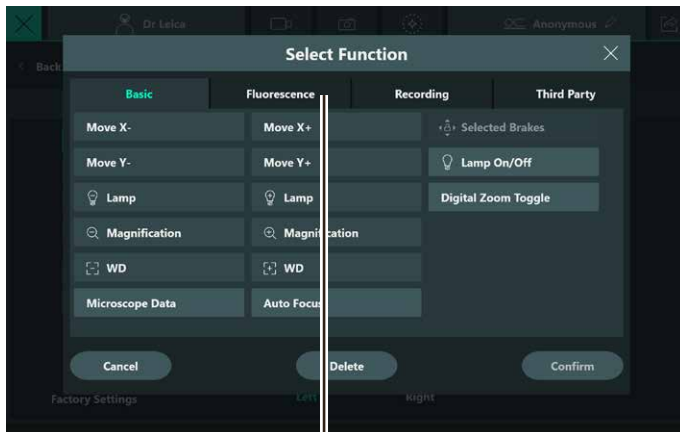 Dr Leica
Anonymous
Back
Select Function
Basic Fluorescence Recording Third Party
Move X- Move X+ Selected Brakes
Move Y- Move Y+ Lamp On/Off
Lamp Lamp Digital Zoom Toggle
Magnification Magnification
WD WD
Microscope Data Auto Focus
Cancel Delete Confirm
Factory Settings Left Right